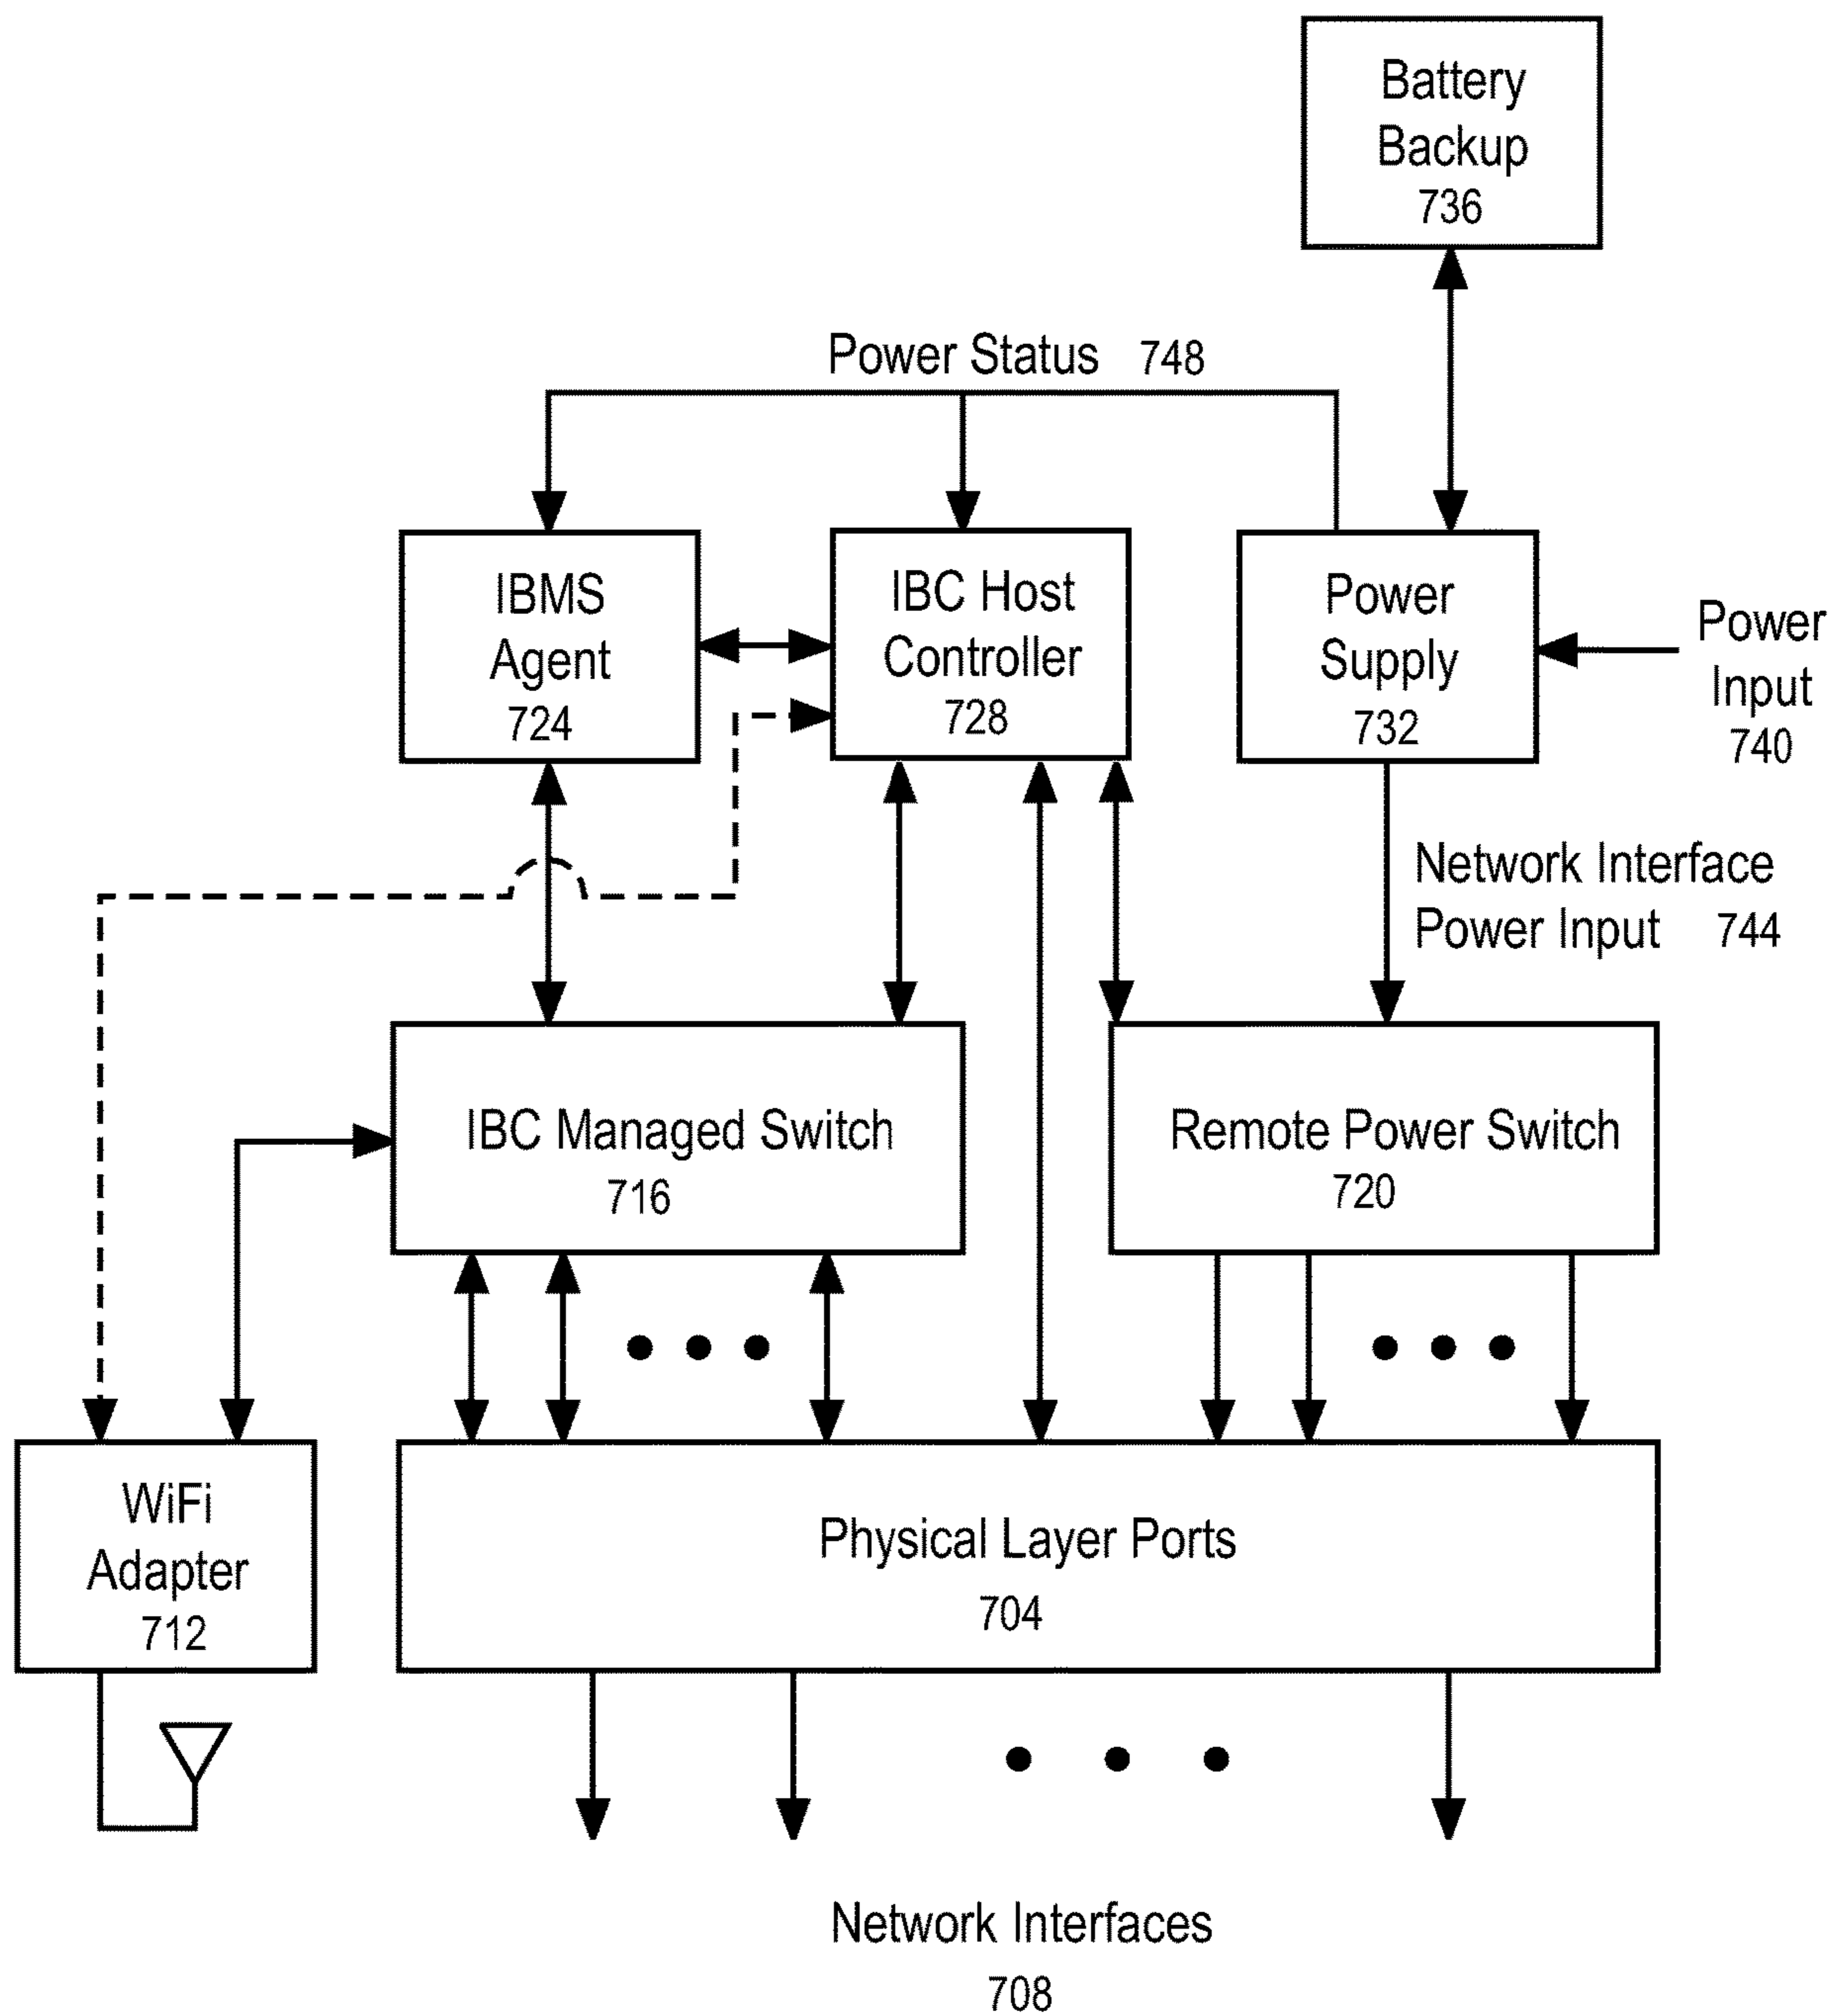 Battery
Backup
736
Power Status 748
IBMS
Agent
724
IBC Host
Controller
728
Power
Supply
732
Power
Input
740
Network Interface
Power Input 744
IBC Managed Switch
716
Remote Power Switch
720
WiFi
Adapter
712
Physical Layer Ports
704
Network Interfaces
708